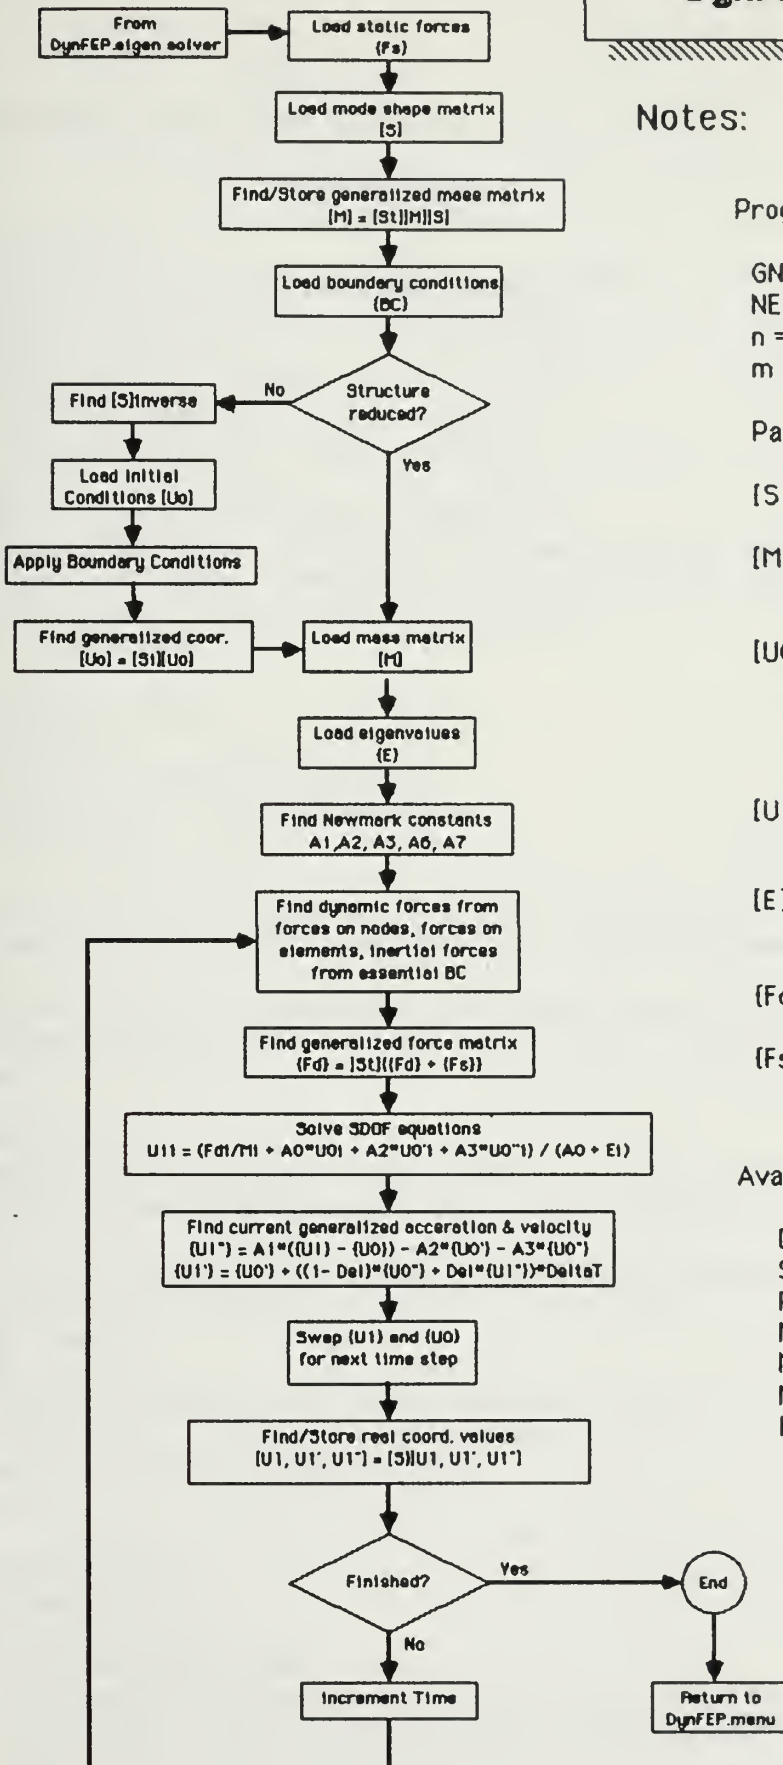 From
DynFEP.eigen solver
Load static forces
{Fs}
Load mode shape matrix
[S]
Find/Store generalized mass matrix
[M] = [St][M][S]
Load boundary conditions
{BC}
Structure
reduced?
No
Yes
Find [S]inverse
Load Initial
Conditions [Uo]
Apply Boundary Conditions
Find generalized coor.
[Uo] = [Si][Uo]
Load mass matrix
[M]
Load eigenvalues
{E}
Find Newmark constants
A1,A2, A3, A6, A7
Find dynamic forces from
forces on nodes, forces on
elements, inertial forces
from essential BC
Find generalized force matrix
{Fd} = [St]({Fd} + {Fs})
Solve SDOF equations
U1i = (Fdi/Mi + A0*U0i + A2*U0'i + A3*U0"i) / (A0 + Ei)
Find current generalized acceration & velocity
{U1"} = A1*({U1} - {U0}) - A2*{U0'} - A3*{U0"}
{U1'} = {U0'} + ((1- Del)*{U0"} + Del*{U1"})*DeltaT
Swap {U1} and {U0}
for next time step
Find/Store real coord. values
[U1, U1', U1"] = [S][U1, U1', U1"]
Finished?
Yes
No
End
Increment Time
Return to
DynFEP.menu
Notes:
Prog
GN
NE
n =
m
Pa
[S
[M
[U
[E]
{F
{Fs
Ava